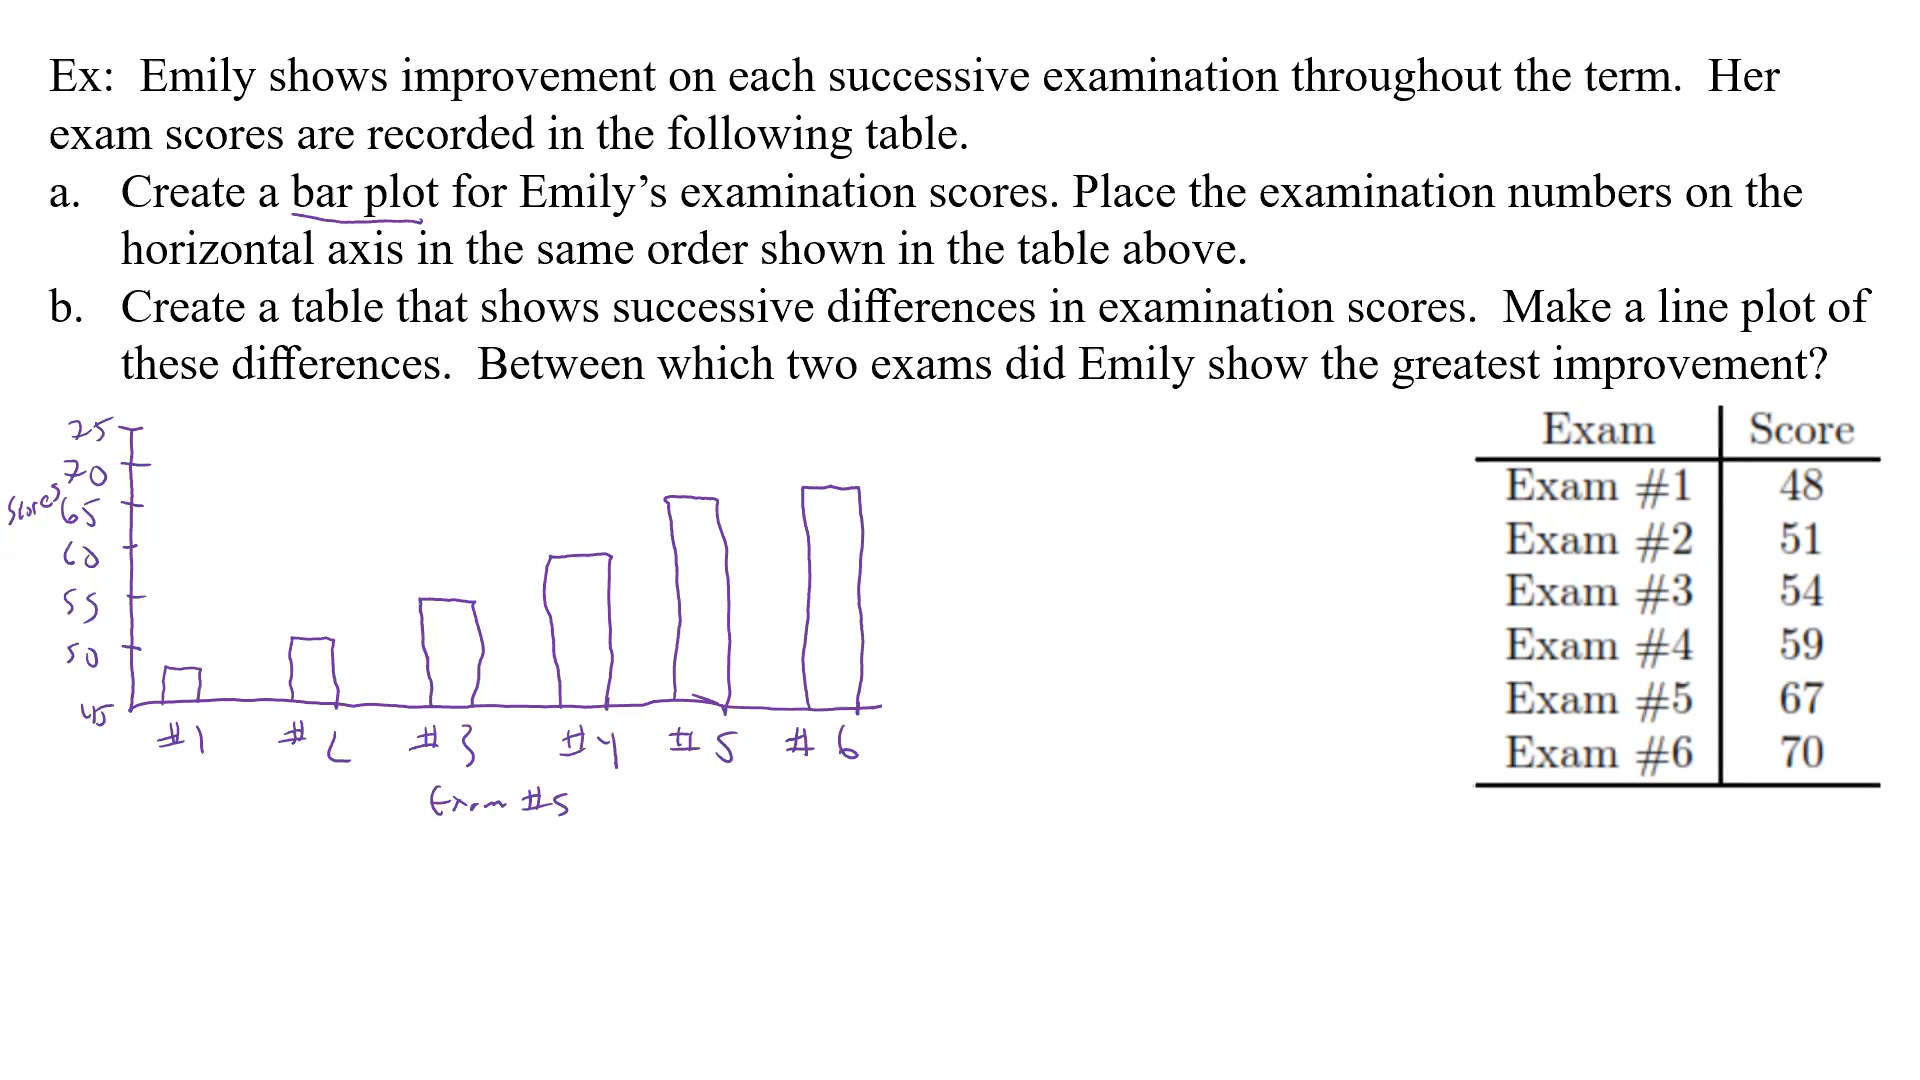 Ex: Emily shows improvement on each successive examination throughout the term. Her
exam scores are recorded in the following table.
a. Create a bar plot for Emily’s examination scores. Place the examination numbers on the
horizontal axis in the same order shown in the table above.
b. Create a table that shows successive differences in examination scores. Make a line plot of
these differences. Between which two exams did Emily show the greatest improvement?
75
70
Scores
65
60
55
50
45
#1 #2 #3 #4 #5 #6
Exam #s
Exam Score
Exam #1 48
Exam #2 51
Exam #3 54
Exam #4 59
Exam #5 67
Exam #6 70